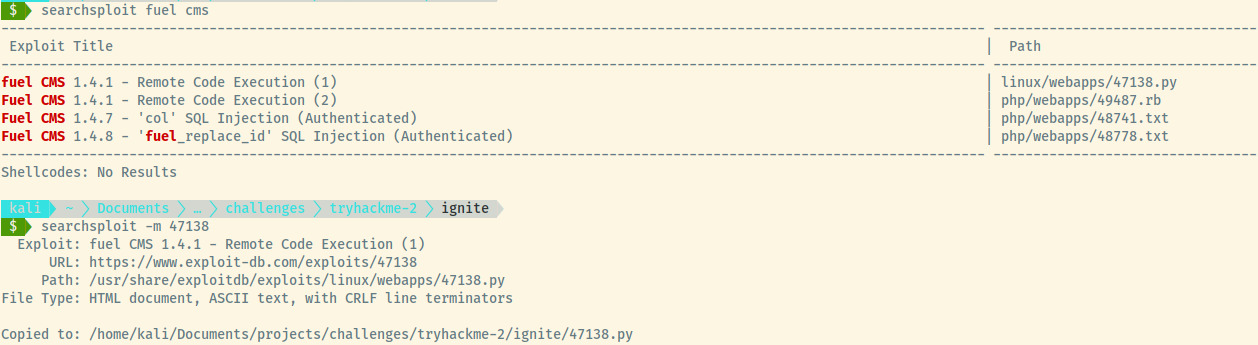 $ searchsploit fuel cms
Exploit Title | Path
fuel CMS 1.4.1 - Remote Code Execution (1) | linux/webapps/47138.py
Fuel CMS 1.4.1 - Remote Code Execution (2) | php/webapps/49487.rb
Fuel CMS 1.4.7 - 'col' SQL Injection (Authenticated) | php/webapps/48741.txt
Fuel CMS 1.4.8 - 'fuel_replace_id' SQL Injection (Authenticated) | php/webapps/48778.txt
Shellcodes: No Results
kali ~ Documents … challenges tryhackme-2 ignite
$ searchsploit -m 47138
Exploit: fuel CMS 1.4.1 - Remote Code Execution (1)
URL: https://www.exploit-db.com/exploits/47138
Path: /usr/share/exploitdb/exploits/linux/webapps/47138.py
File Type: HTML document, ASCII text, with CRLF line terminators
Copied to: /home/kali/Documents/projects/challenges/tryhackme-2/ignite/47138.py